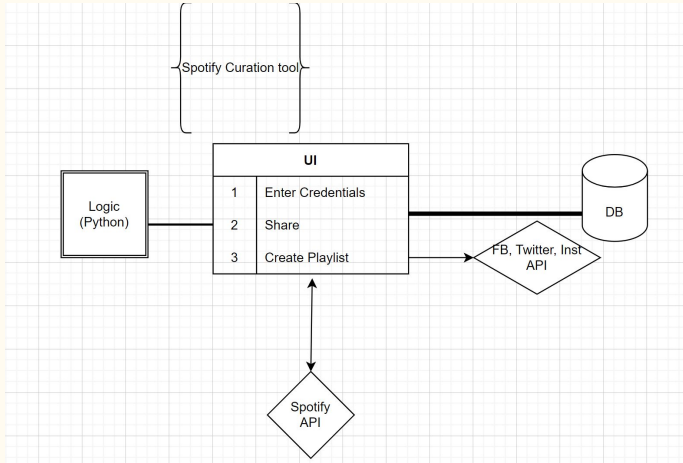 Spotify Curation tool
UI
1 Enter Credentials
2 Share
3 Create Playlist
Logic
(Python)
DB
FB, Twitter, Inst
API
Spotify
API